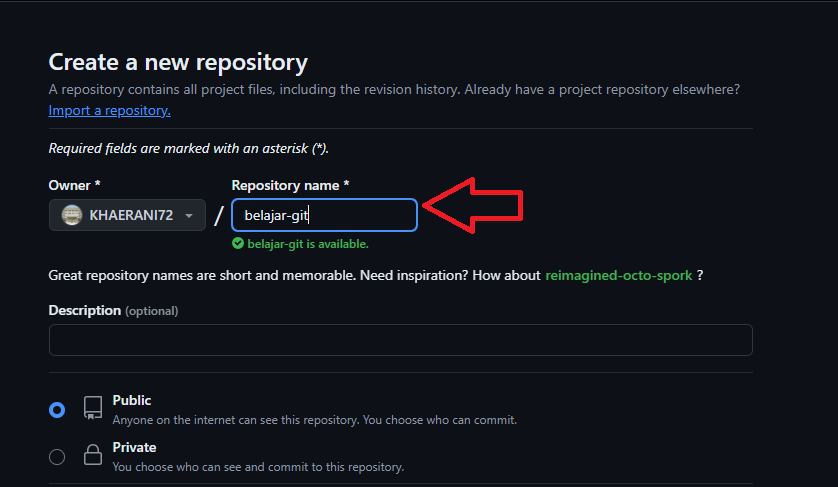 Create a new repository
A repository contains all project files, including the revision history. Already have a project repository elsewhere?
Import a repository.
Required fields are marked with an asterisk (*).
Owner * Repository name *
KHAERANI72 / belajar-git
belajar-git is available.
Great repository names are short and memorable. Need inspiration? How about reimagined-octo-spork ?
Description (optional)
Public
Anyone on the internet can see this repository. You choose who can commit.
Private
You choose who can see and commit to this repository.